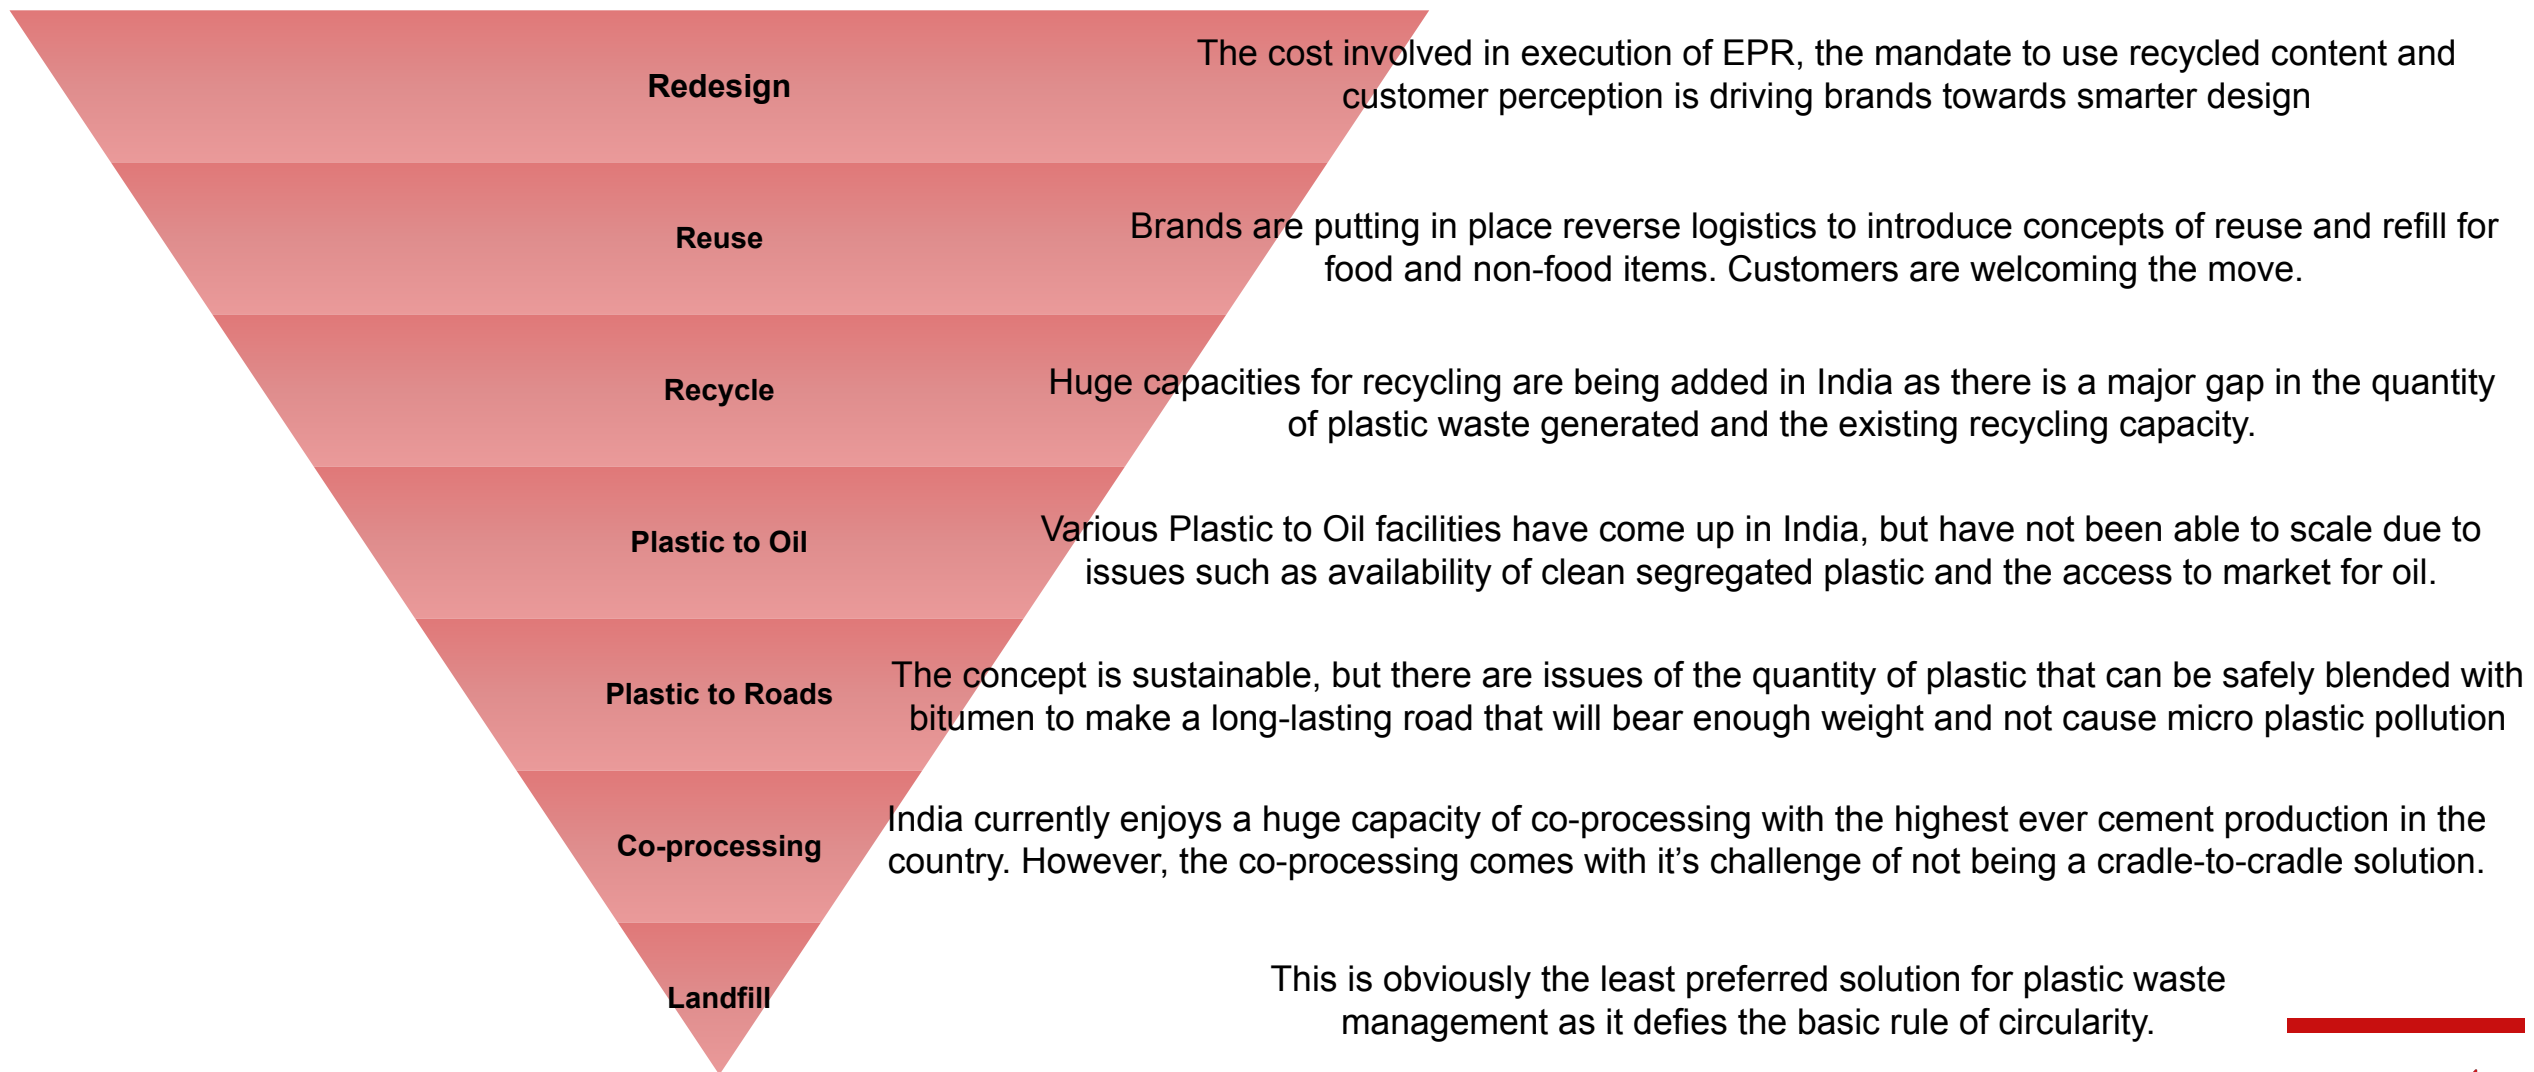 Redesign
The cost involved in execution of EPR, the mandate to use recycled content and
customer perception is driving brands towards smarter design
Reuse
Brands are putting in place reverse logistics to introduce concepts of reuse and refill for
food and non-food items. Customers are welcoming the move.
Recycle
Huge capacities for recycling are being added in India as there is a major gap in the quantity
of plastic waste generated and the existing recycling capacity.
Plastic to Oil
Various Plastic to Oil facilities have come up in India, but have not been able to scale due to
issues such as availability of clean segregated plastic and the access to market for oil.
Plastic to Roads
The concept is sustainable, but there are issues of the quantity of plastic that can be safely blended with
bitumen to make a long-lasting road that will bear enough weight and not cause micro plastic pollution
Co-processing
India currently enjoys a huge capacity of co-processing with the highest ever cement production in the
country. However, the co-processing comes with it’s challenge of not being a cradle-to-cradle solution.
Landfill
This is obviously the least preferred solution for plastic waste
management as it defies the basic rule of circularity.